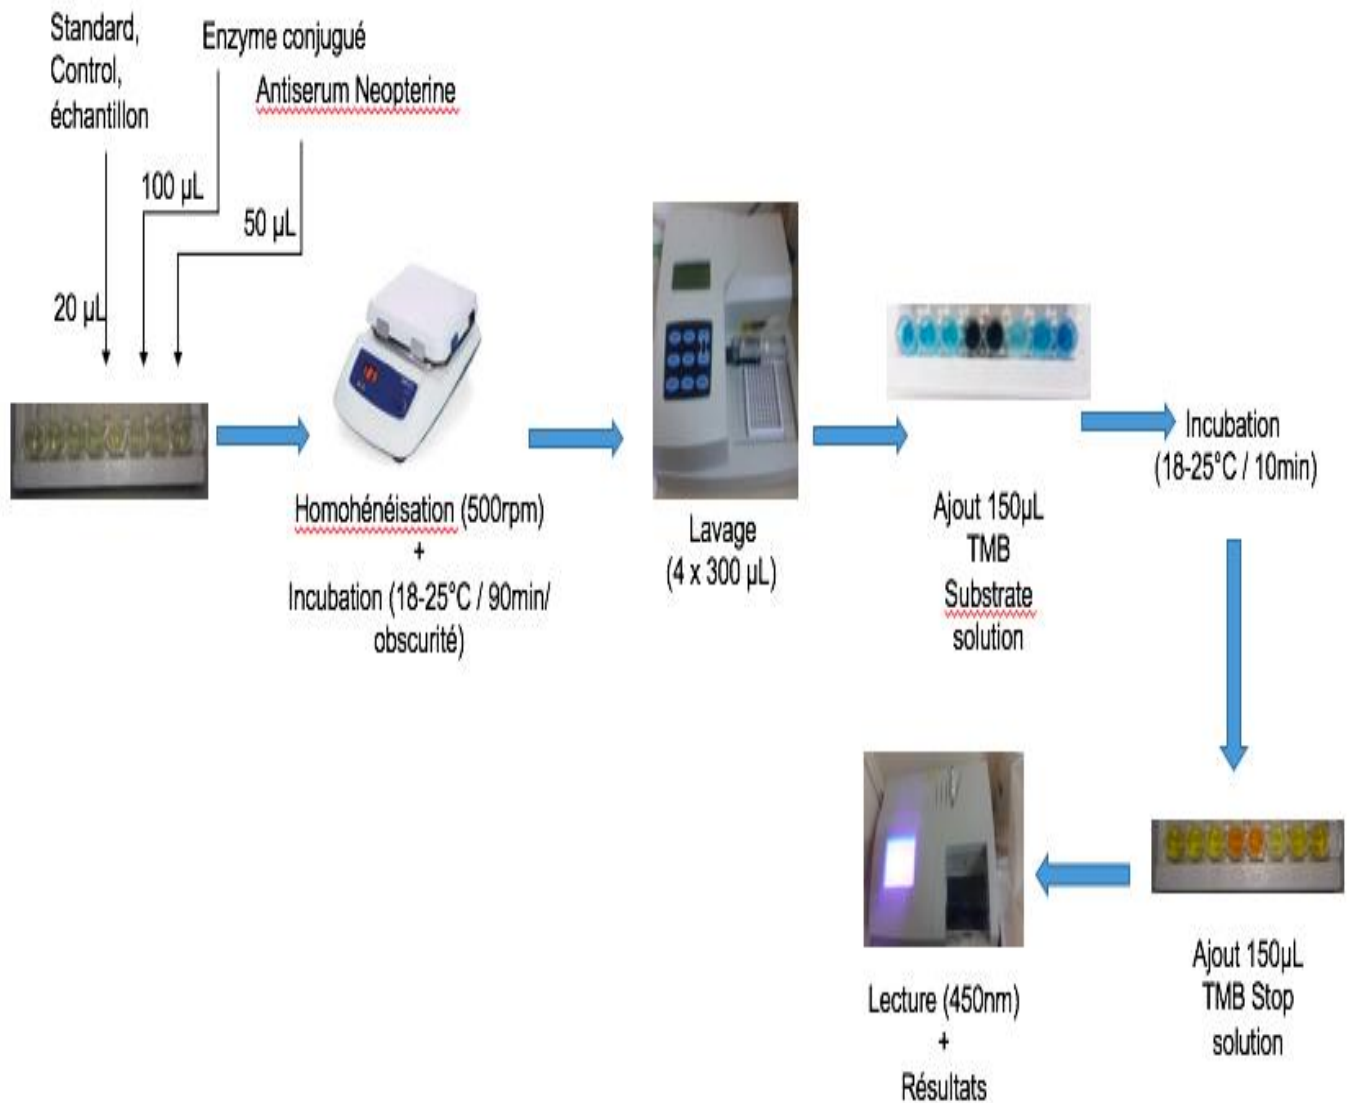 Standard,
Control,
échantillon
Enzyme conjugué
Antiserum Neopterine
100 µL
50 µL
20 µL
Homohénéisation (500rpm)
+
Incubation (18-25°C / 90min/
obscurité)
Lavage
(4 x 300 µL)
Ajout 150µL
TMB
Substrate
solution
Incubation
(18-25°C / 10min)
Ajout 150µL
TMB Stop
solution
Lecture (450nm)
+
Résultats